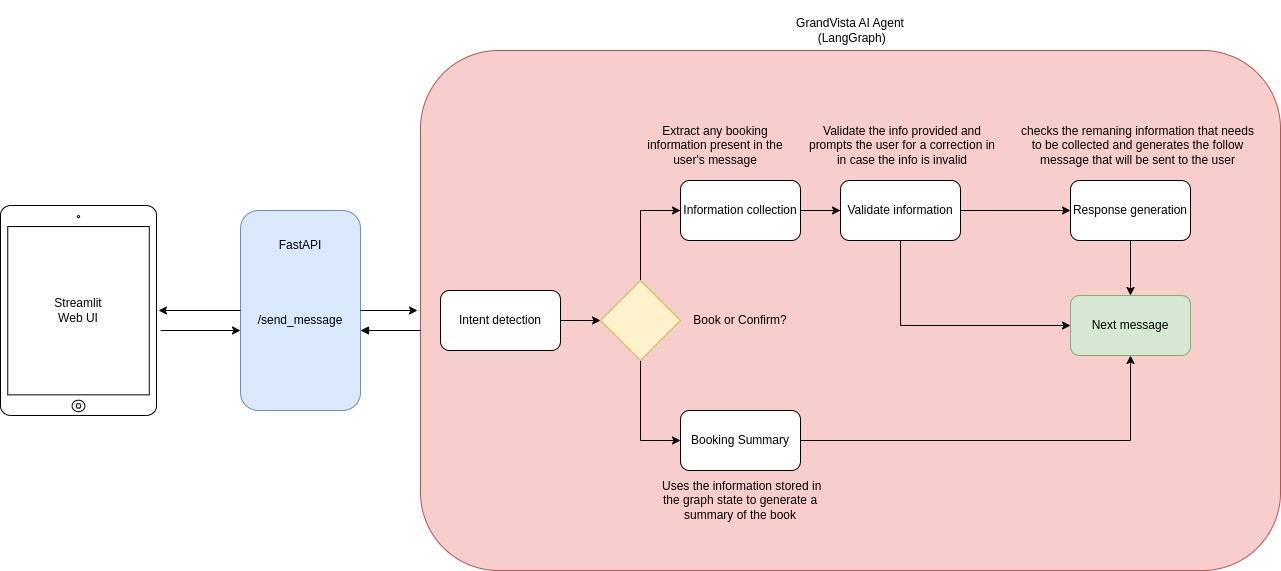 GrandVista AI Agent
(LangGraph)
Extract any booking
information present in the
user's message
Validate the info provided and
prompts the user for a correction in
in case the info is invalid
checks the remaning information that needs
to be collected and generates the follow
message that will be sent to the user
Information collection
Validate information
Response generation
FastAPI
Streamlit
Web UI
/send_message
Intent detection
Book or Confirm?
Next message
Booking Summary
Uses the information stored in
the graph state to generate a
summary of the book